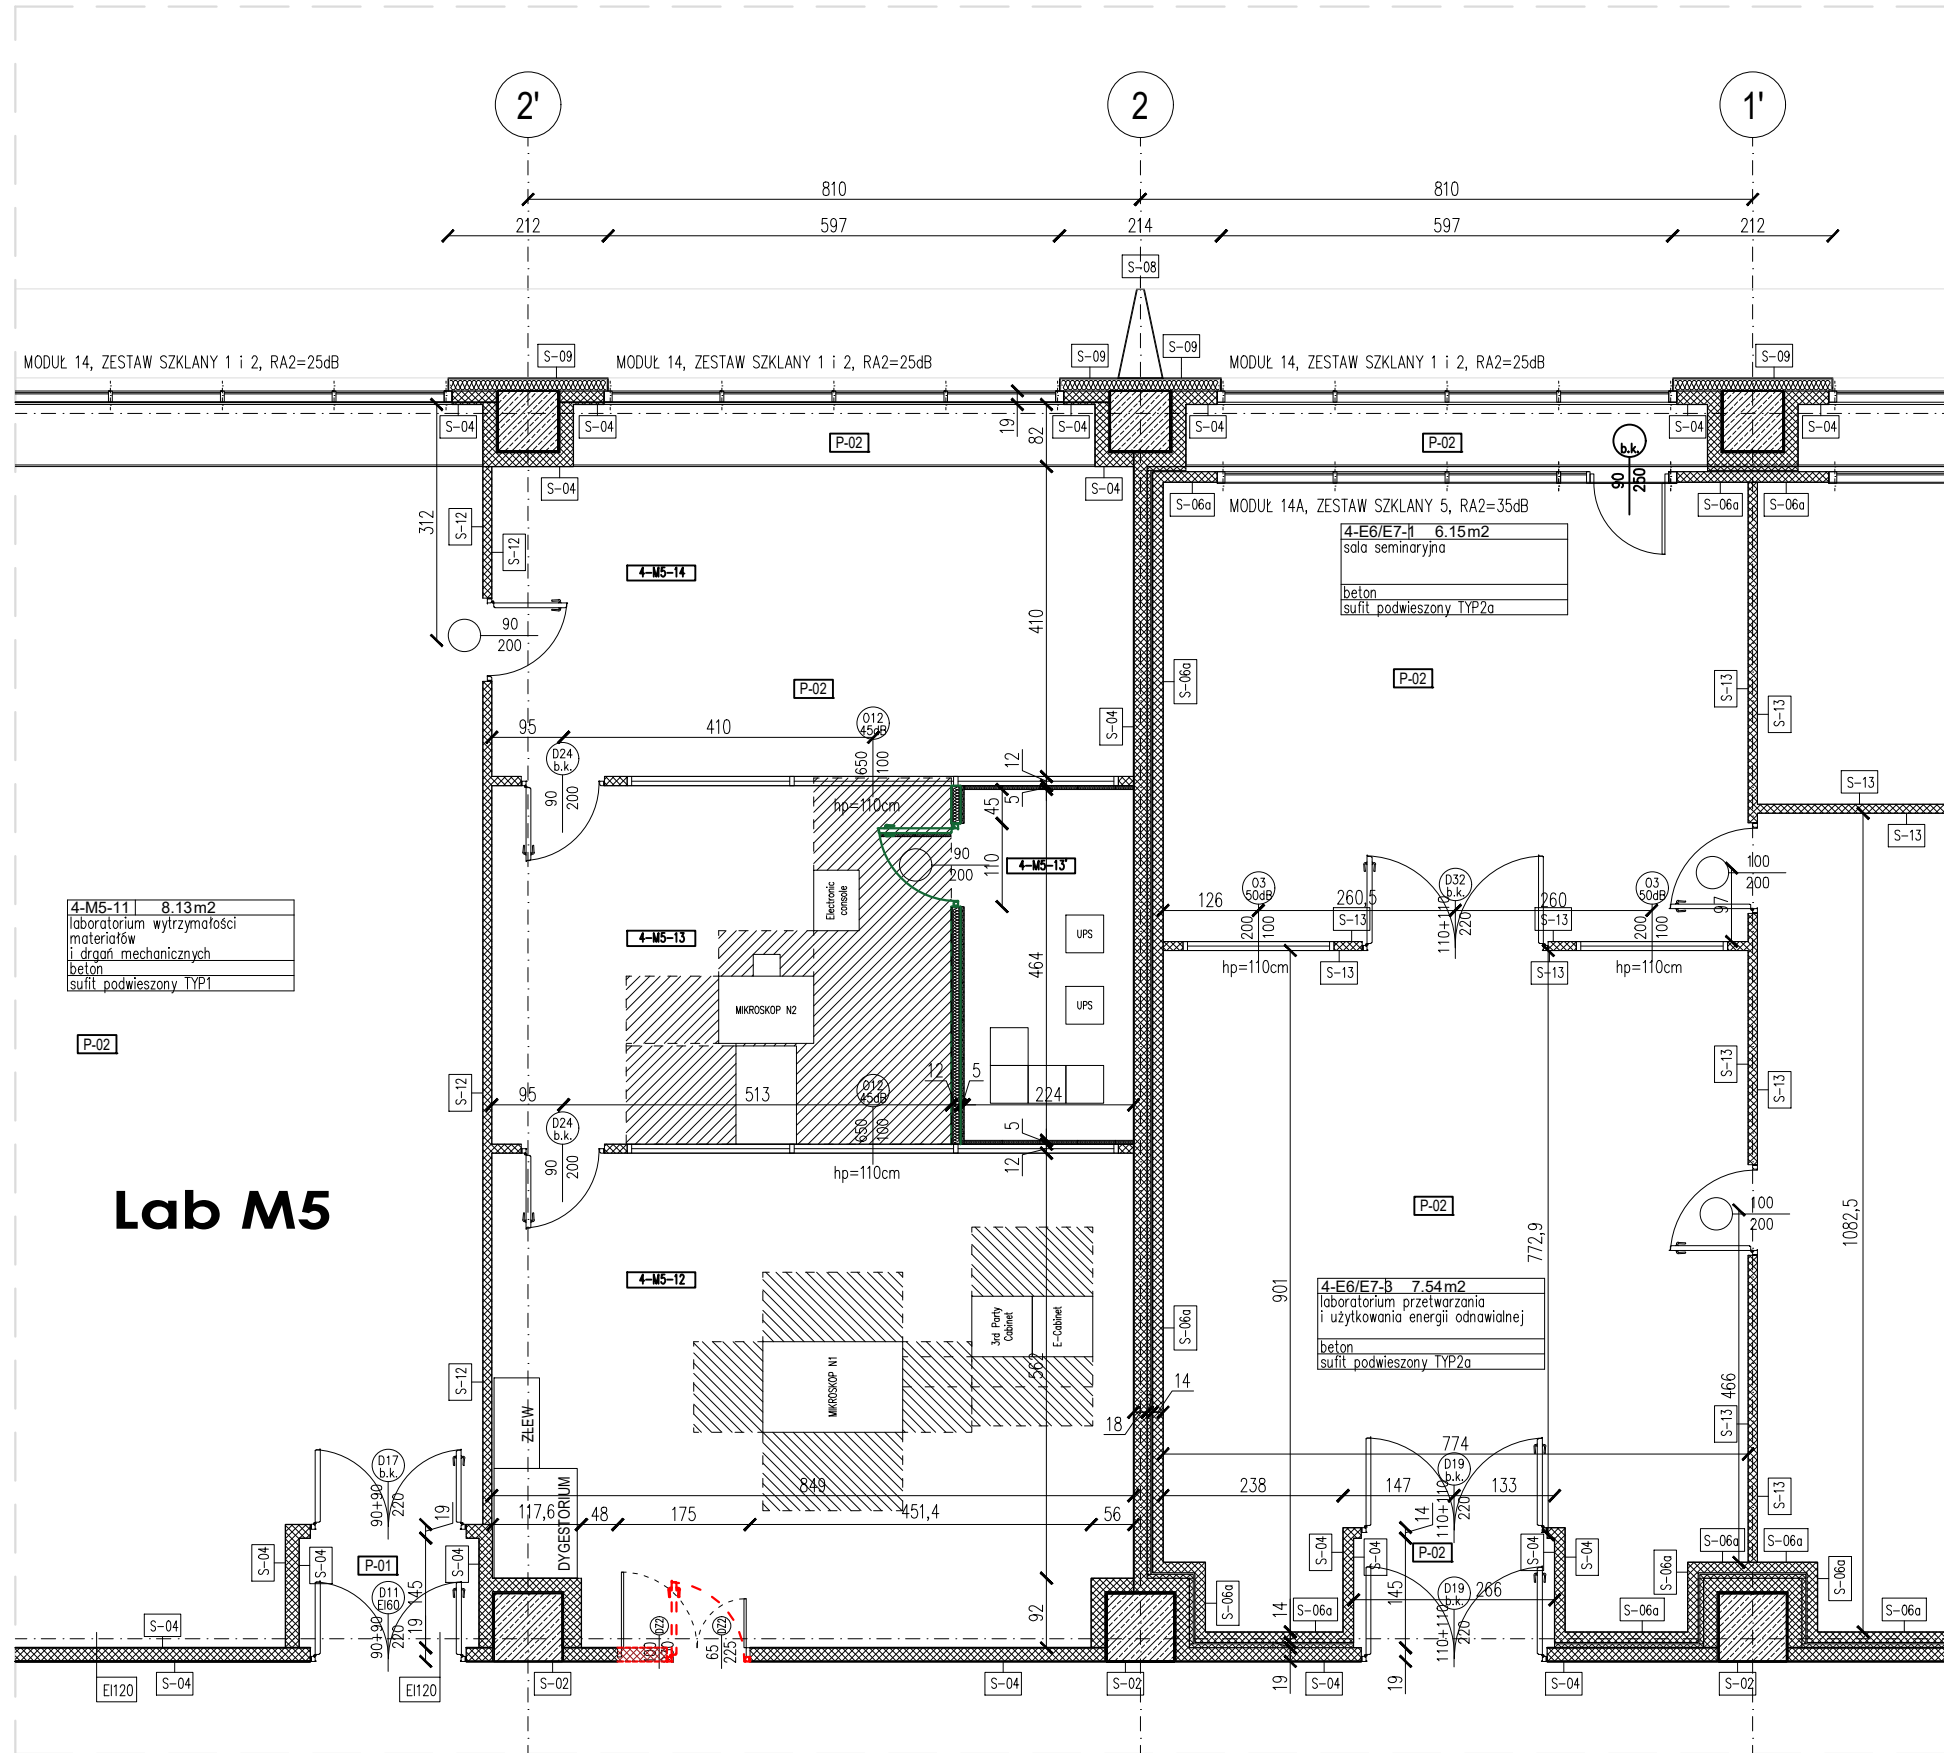 2'
2
1'
810
810
212
597
214
597
212
S-08
MODUŁ 14, ZESTAW SZKLANY 1 i 2, RA2=25dB
S-09
MODUŁ 14, ZESTAW SZKLANY 1 i 2, RA2=25dB
S-09
S-09
MODUŁ 14, ZESTAW SZKLANY 1 i 2, RA2=25dB
S-09
S-04
S-04
P-02
19
82
S-04
S-04
P-02
b.k.
90
250
S-04
S-04
S-04
S-04
312
S-12
S-12
S-06a
MODUŁ 14A, ZESTAW SZKLANY 5, RA2=35dB
S-06a
S-06a
4-E6/E7-1 6.15m2
sala seminaryjna
beton
sufit podwieszony TYP2a
4-M5-14
90
200
410
P-02
S-06a
P-02
S-13
S-13
S-04
95
410
O12
45dB
D24
b.k.
90
200
650
100
hp=110cm
12
5
45
110
90
200
4-M5-13'
S-13
S-13
100
200
97
Electronic
console
4-M5-11 8.13m2
laboratorium wytrzymałości
materiałów
i drgań mechanicznych
beton
sufit podwieszony TYP1
P-02
4-M5-13
UPS
464
UPS
MIKROSKOP N2
126
O3
50dB
200
100
hp=110cm
260,5
S-13
S-13
D32
b.k.
110+110
220
260
S-13
S-13
O3
50dB
200
100
hp=110cm
S-13
S-13
S-12
95
513
O12
45dB
12
5
224
D24
b.k.
90
200
650
100
hp=110cm
5
12
Lab M5
4-M5-12
3rd Party
Cabinet
E-Cabinet
562
MIKROSKOP N1
P-02
772,9
901
100
200
1082,5
4-E6/E7-3 7.54m2
laboratorium przetwarzania
i użytkowania energii odnawialnej
beton
sufit podwieszony TYP2a
S-06a
14
18
466
S-13
S-13
S-12
ZLEW
DYGESTORIUM
849
117,6
48
175
451,4
56
774
238
147
133
D19
b.k.
110+110
220
14
D17
b.k.
90+90
220
19
S-04
S-04
P-01
S-04
145
D11
EI60
90+90
220
19
S-04
S-04
EI120
EI120
S-02
DZ2
DZ2
65
225
92
S-04
S-02
S-06a
14
S-06a
19
S-04
S-04
S-04
P-02
145
D19
b.k.
110+110
220
266
19
S-04
S-04
S-04
S-06a
S-06a
S-06a
S-06a
S-06a
S-02
S-06a